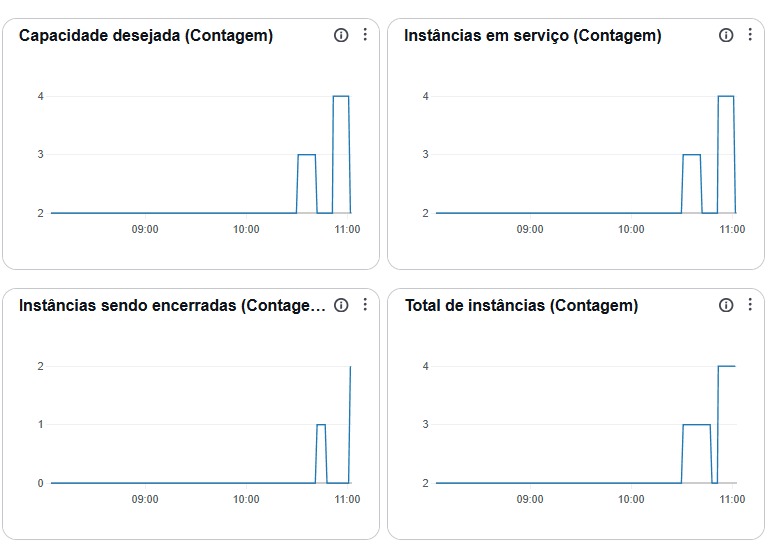 Capacidade desejada (Contagem)
4
3
2
09:00 10:00 11:00
Instâncias em serviço (Contagem)
4
3
2
09:00 10:00 11:00
Instâncias sendo encerradas (Contage...
2
1
0
09:00 10:00 11:00
Total de instâncias (Contagem)
4
3
2
09:00 10:00 11:00